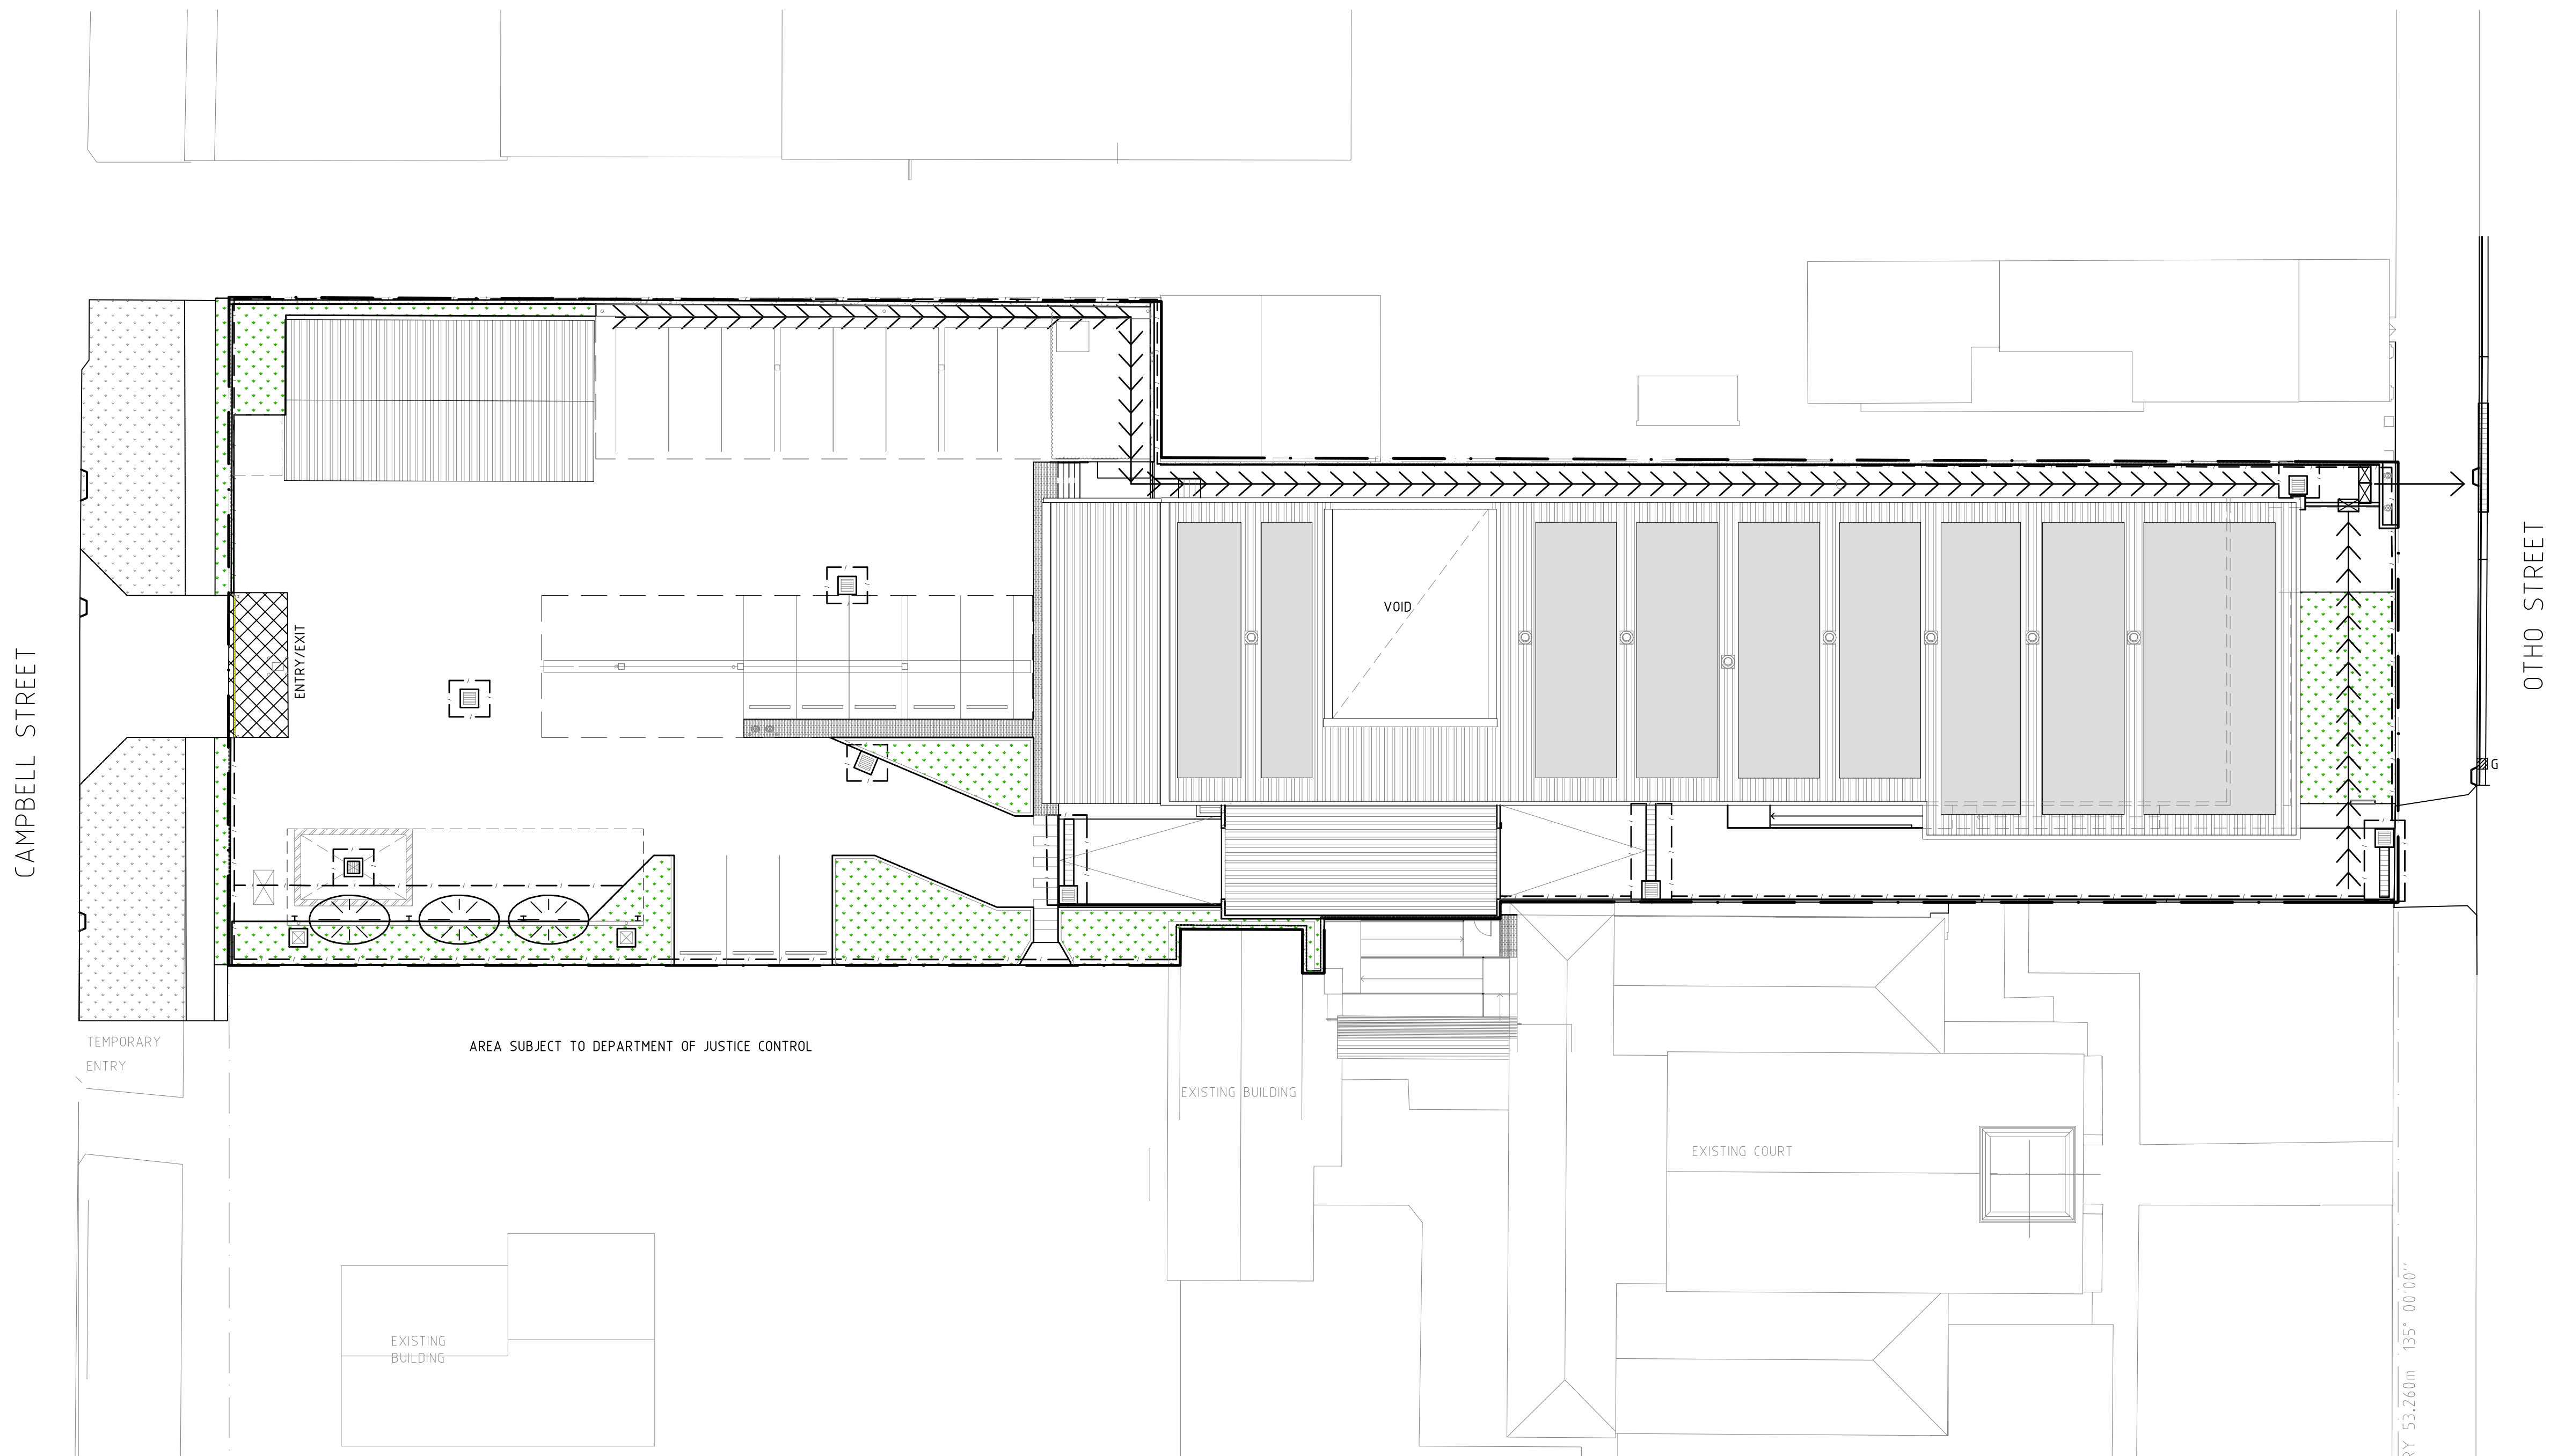 CAMPBELL STREET
ENTRY/EXIT
VOID
OTHO STREET
G
TEMPORARY
ENTRY
AREA SUBJECT TO DEPARTMENT OF JUSTICE CONTROL
EXISTING BUILDING
EXISTING COURT
EXISTING
BUILDING
53.260m 135° 00'00''